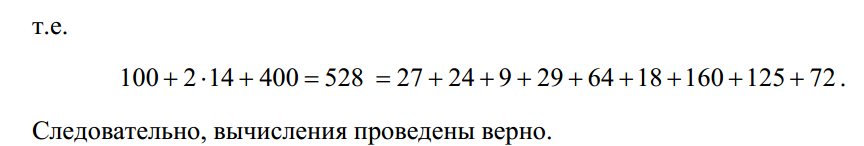 т.е.
100 + 2 · 14 + 400 = 528 = 27 + 24 + 9 + 29 + 64 + 18 + 160 + 125 + 72 .
Следовательно, вычисления проведены верно.